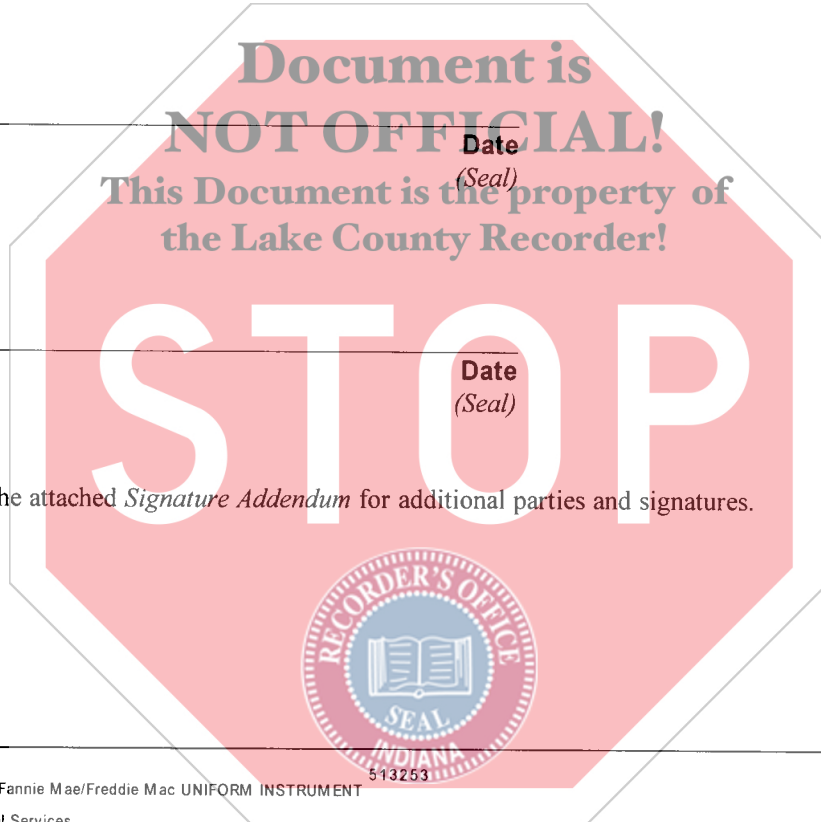 Document is
NOT OFFICIAL!
Date
(Seal)
This Document is the property of
the Lake County Recorder!
STOP
Date
(Seal)
he attached Signature Addendum for additional parties and signatures.
RECORDER'S OFFICE
SEAL
INDIANA
513253
Fannie Mae/Freddie Mac UNIFORM INSTRUMENT
l Services